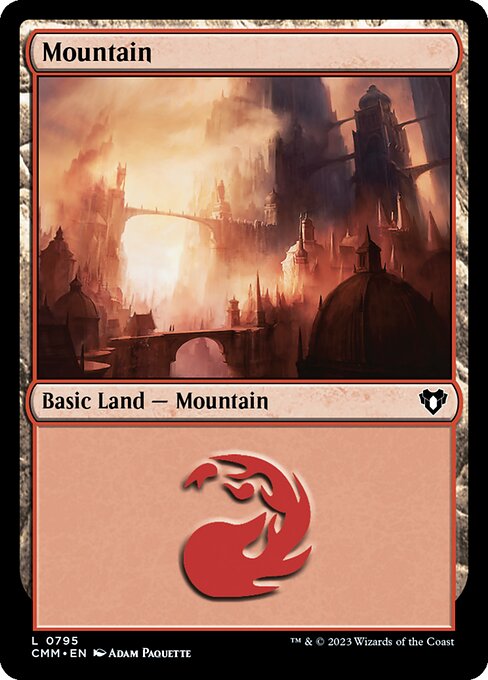 Mountain
Basic Land — Mountain
L 0795
™ & © 2023 Wizards of the Coast
CMM • EN Adam Paquette